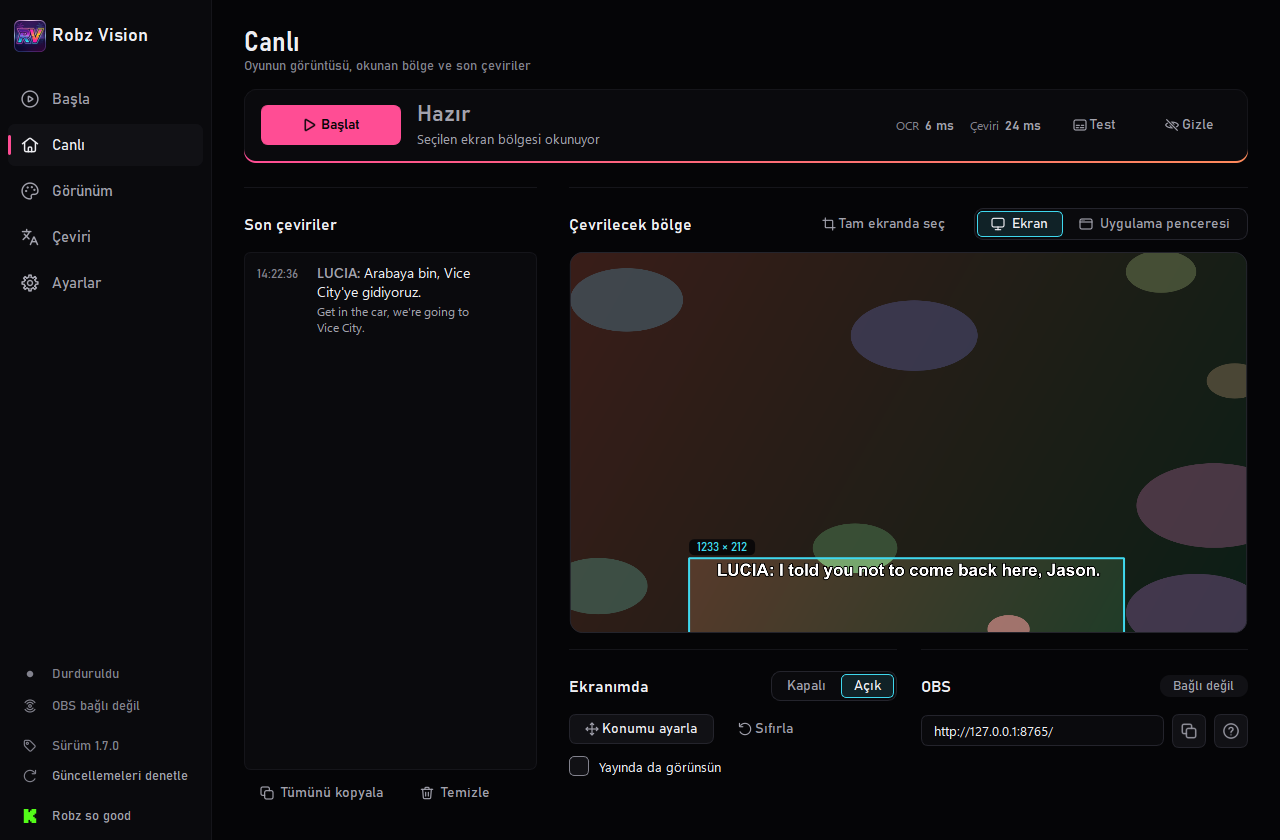 Robz Vision
Başla
Canlı
Görünüm
Çeviri
Ayarlar
Durduruldu
OBS bağlı değil
Sürüm 1.7.0
Güncellemeleri denetle
Robz so good
Canlı
Oyunun görüntüsü, okunan bölge ve son çeviriler
Başlat
Hazır
Seçilen ekran bölgesi okunuyor
OCR 6 ms Çeviri 24 ms Test Gizle
Son çeviriler
14:22:36 LUCIA: Arabaya bin, Vice
City'ye gidiyoruz.
Get in the car, we're going to
Vice City.
Tümünü kopyala Temizle
Çevrilecek bölge Tam ekranda seç Ekran Uygulama penceresi
1233 × 212
LUCIA: I told you not to come back here, Jason.
Ekranımda Kapalı Açık
Konumu ayarla Sıfırla
Yayında da görünsün
OBS Bağlı değil
http://127.0.0.1:8765/